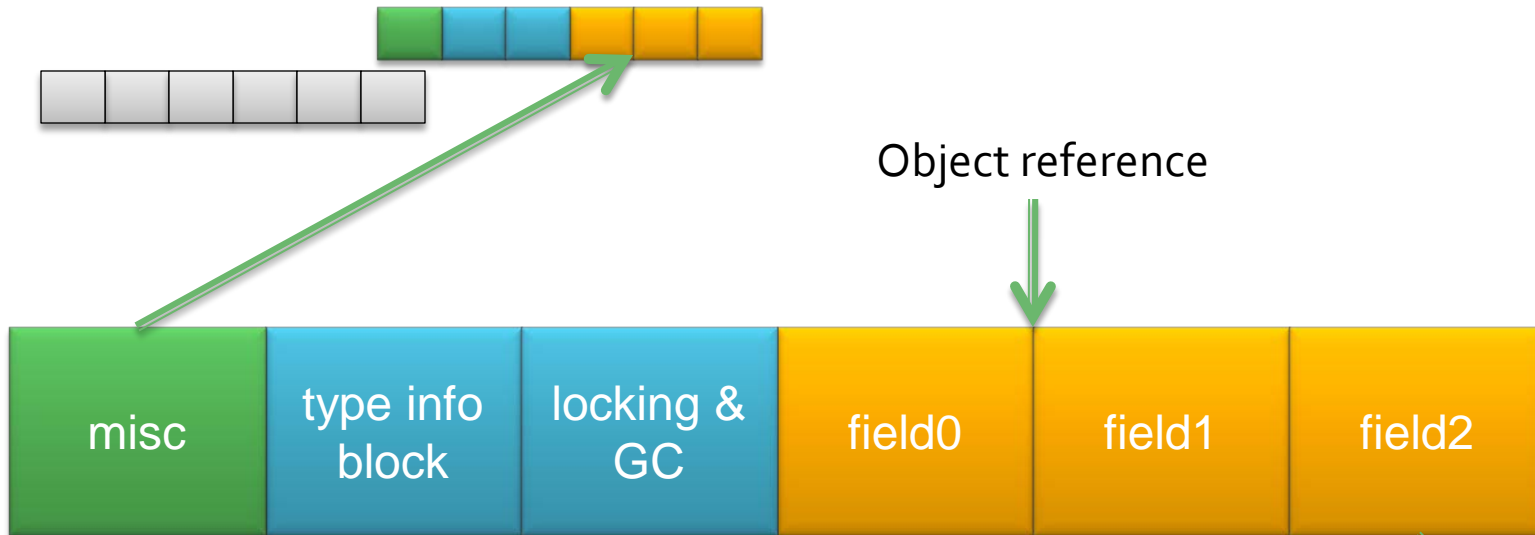 Object reference
misc
type info
block
locking &
GC
field0
field1
field2